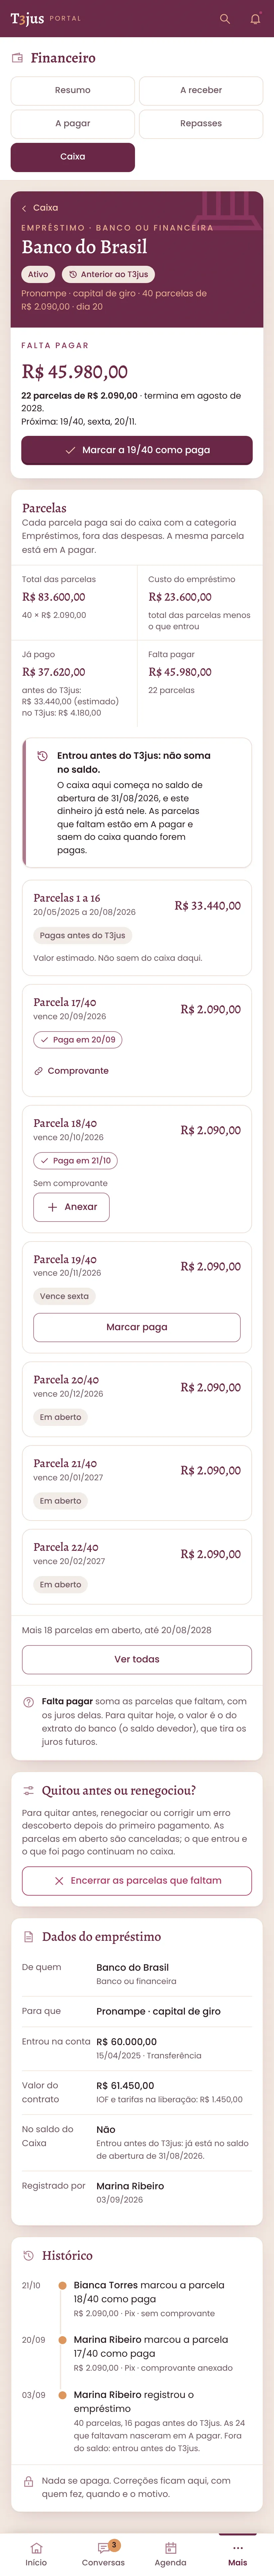 T3jus PORTAL
Financeiro
Resumo
A receber
A pagar
Repasses
Caixa
Caixa
EMPRÉSTIMO · BANCO OU FINANCEIRA
Banco do Brasil
Ativo
Anterior ao T3jus
Pronampe · capital de giro · 40 parcelas de
R$ 2.090,00 · dia 20
FALTA PAGAR
R$ 45.980,00
22 parcelas de R$ 2.090,00 · termina em agosto de
2028.
Próxima: 19/40, sexta, 20/11.
Marcar a 19/40 como paga
Parcelas
Cada parcela paga sai do caixa com a categoria
Empréstimos, fora das despesas. A mesma parcela
está em A pagar.
Total das parcelas
R$ 83.600,00
40 × R$ 2.090,00
Custo do empréstimo
R$ 23.600,00
total das parcelas menos
o que entrou
Já pago
R$ 37.620,00
antes do T3jus:
R$ 33.440,00 (estimado)
no T3jus: R$ 4.180,00
Falta pagar
R$ 45.980,00
22 parcelas
Entrou antes do T3jus: não soma
no saldo.
O caixa aqui começa no saldo de
abertura de 31/08/2026, e este
dinheiro já está nele. As parcelas
que faltam estão em A pagar e
saem do caixa quando forem
pagas.
Parcelas 1 a 16
20/05/2025 a 20/08/2026
R$ 33.440,00
Pagas antes do T3jus
Valor estimado. Não saem do caixa daqui.
Parcela 17/40
vence 20/09/2026
R$ 2.090,00
Paga em 20/09
Comprovante
Parcela 18/40
vence 20/10/2026
R$ 2.090,00
Paga em 21/10
Sem comprovante
Anexar
Parcela 19/40
vence 20/11/2026
R$ 2.090,00
Vence sexta
Marcar paga
Parcela 20/40
vence 20/12/2026
R$ 2.090,00
Em aberto
Parcela 21/40
vence 20/01/2027
R$ 2.090,00
Em aberto
Parcela 22/40
vence 20/02/2027
R$ 2.090,00
Em aberto
Mais 18 parcelas em aberto, até 20/08/2028
Ver todas
Falta pagar soma as parcelas que faltam, com
os juros delas. Para quitar hoje, o valor é o do
extrato do banco (o saldo devedor), que tira os
juros futuros.
Quitou antes ou renegociou?
Para quitar antes, renegociar ou corrigir um erro
descoberto depois do primeiro pagamento. As
parcelas em aberto são canceladas; o que entrou e
o que foi pago continuam no caixa.
Encerrar as parcelas que faltam
Dados do empréstimo
De quem
Banco do Brasil
Banco ou financeira
Para que
Pronampe · capital de giro
Entrou na conta
R$ 60.000,00
15/04/2025 · Transferência
Valor do
contrato
R$ 61.450,00
IOF e tarifas na liberação: R$ 1.450,00
No saldo do
Caixa
Não
Entrou antes do T3jus: já está no saldo
de abertura de 31/08/2026.
Registrado por
Marina Ribeiro
03/09/2026
Histórico
21/10
Bianca Torres marcou a parcela
18/40 como paga
R$ 2.090,00 · Pix · sem comprovante
20/09
Marina Ribeiro marcou a parcela
17/40 como paga
R$ 2.090,00 · Pix · comprovante anexado
03/09
Marina Ribeiro registrou o
empréstimo
40 parcelas, 16 pagas antes do T3jus. As 24
que faltavam nasceram em A pagar. Fora
do saldo: entrou antes do T3jus.
Nada se apaga. Correções ficam aqui, com
quem fez, quando e o motivo.
3
Início
Conversas
Agenda
Mais